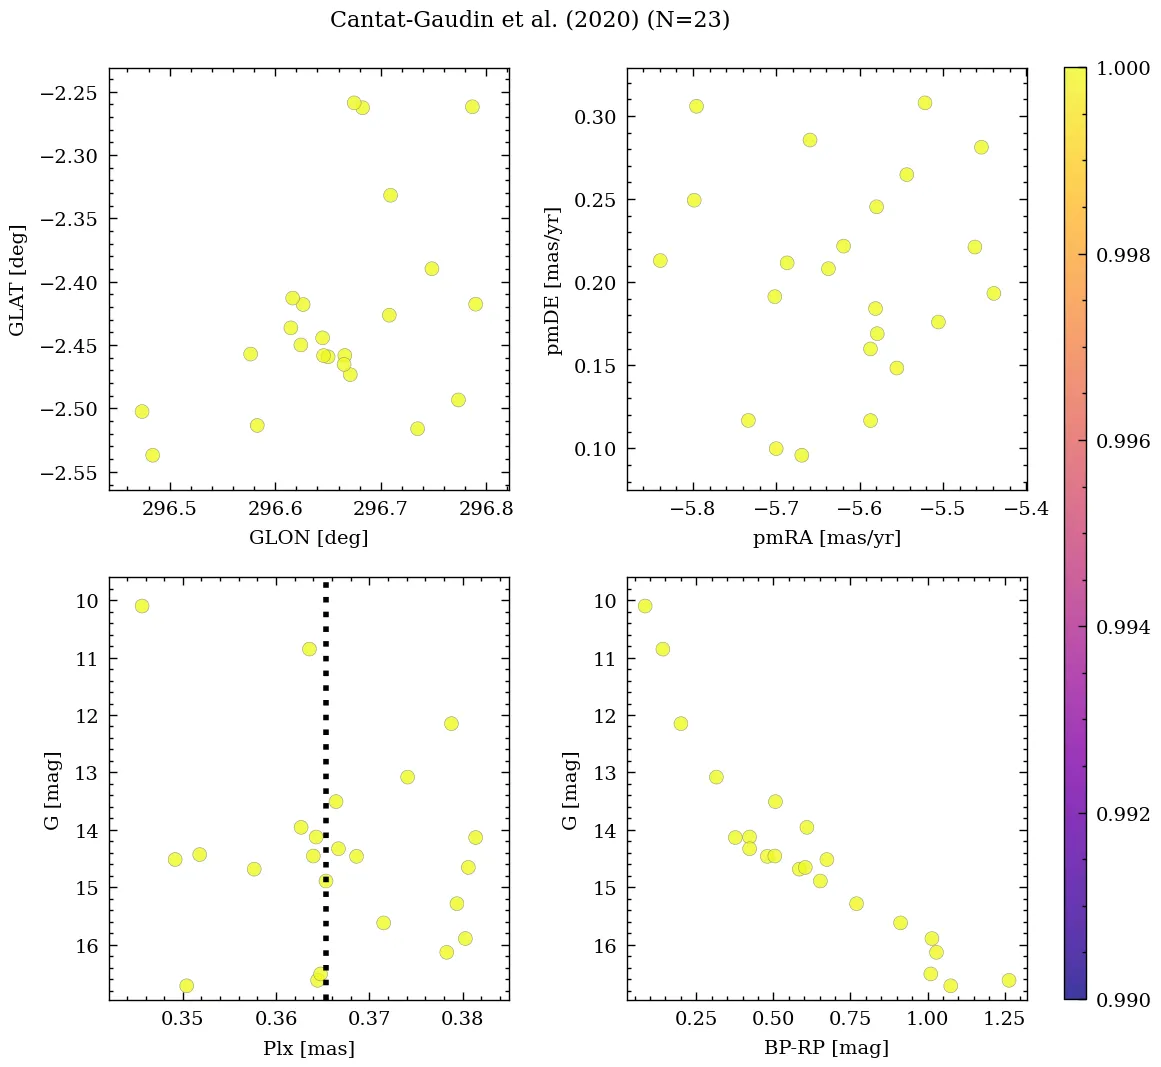 Cantat-Gaudin et al. (2020) (N=23)
−2.25
−2.30
−2.35
−2.40
−2.45
−2.50
−2.55
GLAT [deg]
296.5 296.6 296.7 296.8
GLON [deg]
0.30
0.25
0.20
0.15
0.10
pmDE [mas/yr]
−5.8 −5.7 −5.6 −5.5 −5.4
pmRA [mas/yr]
10
11
12
13
14
15
16
G [mag]
0.35 0.36 0.37 0.38
Plx [mas]
10
11
12
13
14
15
16
G [mag]
0.25 0.50 0.75 1.00 1.25
BP-RP [mag]
1.000
0.998
0.996
0.994
0.992
0.990